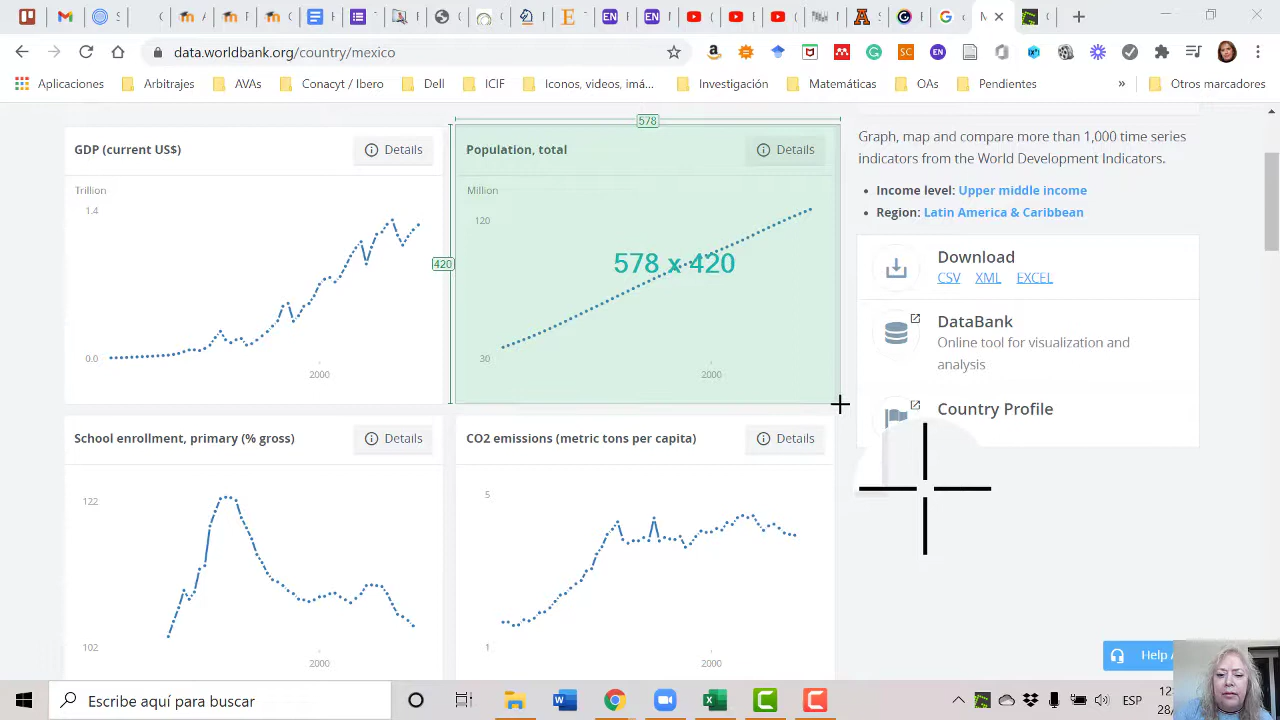 data.worldbank.org/country/mexico
Aplicaciones
Arbitrajes
AVAs
Conacyt / Ibero
Dell
ICIF
Iconos, videos, imá...
Investigación
Matemáticas
OAs
Pendientes
»
Otros marcadores
GDP (current US$)
Details
Trillion
1.4
0.0
2000
578
Population, total
Details
Million
120
420
578 x 420
30
2000
Graph, map and compare more than 1,000 time series
indicators from the World Development Indicators.
Income level: Upper middle income
Region: Latin America & Caribbean
Download
CSV XML EXCEL
DataBank
Online tool for visualization and
analysis
Country Profile
School enrollment, primary (% gross)
Details
122
102
2000
CO2 emissions (metric tons per capita)
Details
5
1
2000
Help
Escribe aquí para buscar
ESP